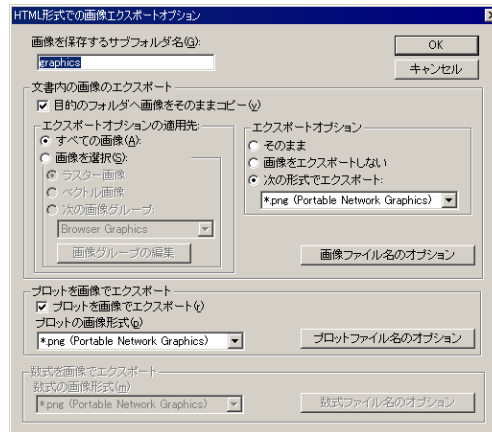 HTML形式での画像エクスポートオプション
画像を保存するサブフォルダ名(G):
graphics
OK
キャンセル
文書内の画像のエクスポート
目的のフォルダへ画像をそのままコピー(y)
エクスポートオプションの適用先:
すべての画像(A):
画像を選択(S):
ラスター画像
ベクトル画像
次の画像グループ:
Browser Graphics
画像グループの編集
エクスポートオプション
そのまま
画像をエクスポートしない
次の形式でエクスポート:
*.png (Portable Network Graphics)
画像ファイル名のオプション
プロットを画像でエクスポート
プロットを画像でエクスポート(r)
プロットの画像形式(p)
*.png (Portable Network Graphics)
プロットファイル名のオプション
数式を画像でエクスポート
数式の画像形式(m)
*.png (Portable Network Graphics)
数式ファイル名のオプション